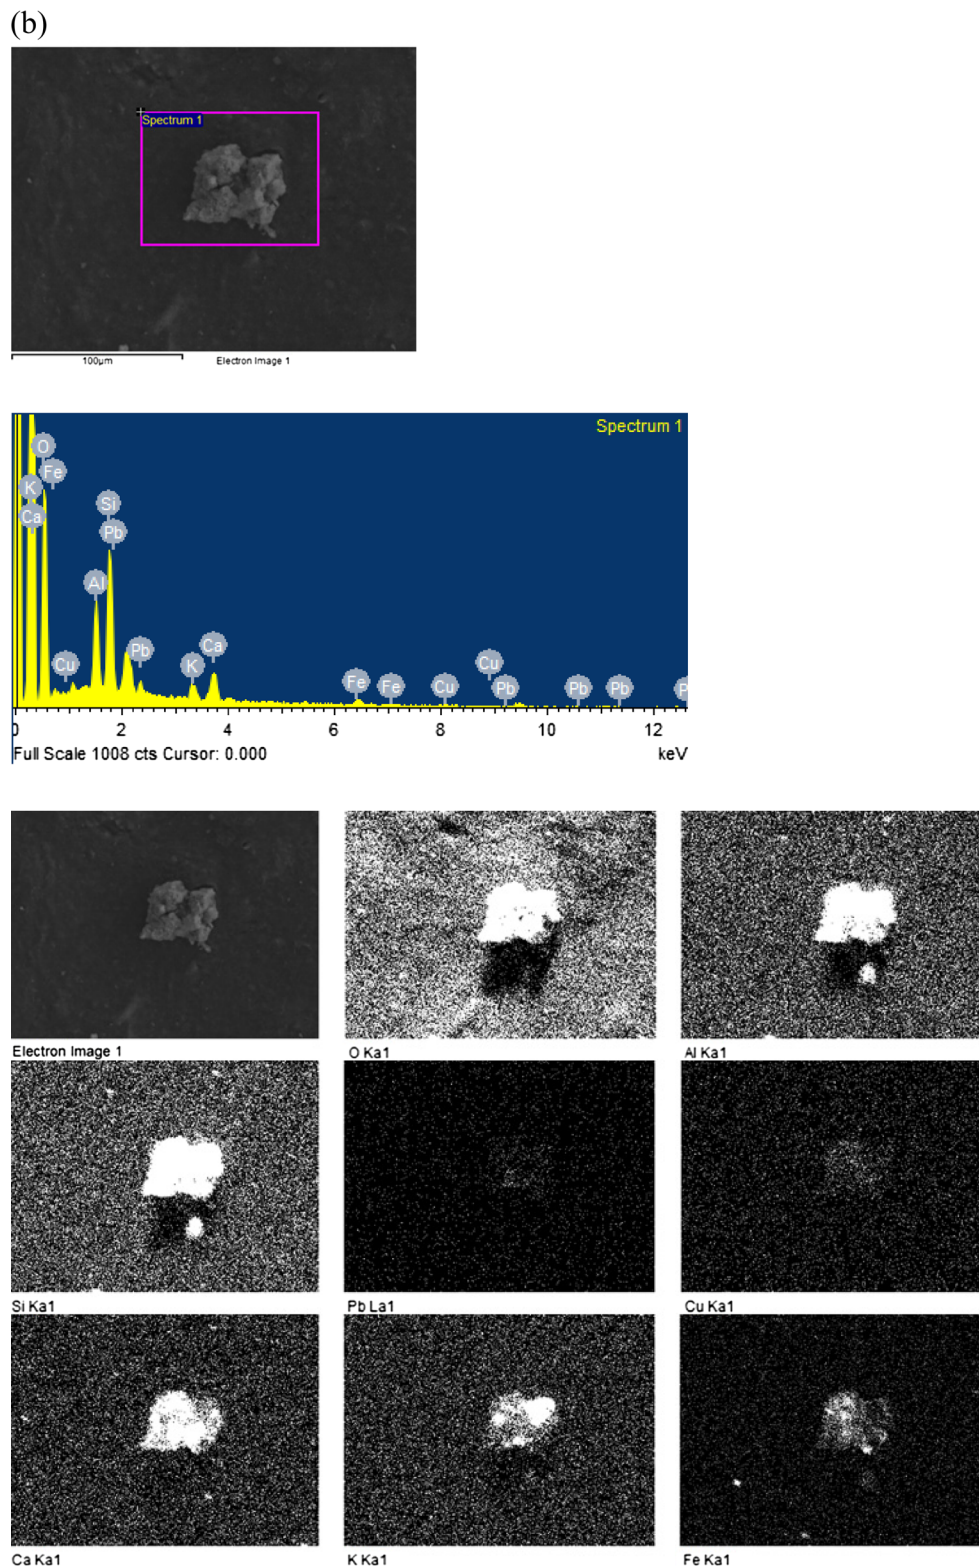 (b)
Spectrum 1
100µm Electron Image 1
Spectrum 1
O
Fe
K
Si
Ca
Pb
Al
Cu
Pb
K
Ca
Fe
Fe
Cu
Cu
Pb
Pb
Pb
P
0 2 4 6 8 10 12
Full Scale 1008 cts Cursor: 0.000 keV
Electron Image 1 O Ka1 Al Ka1
Si Ka1 Pb La1 Cu Ka1
Ca Ka1 K Ka1 Fe Ka1